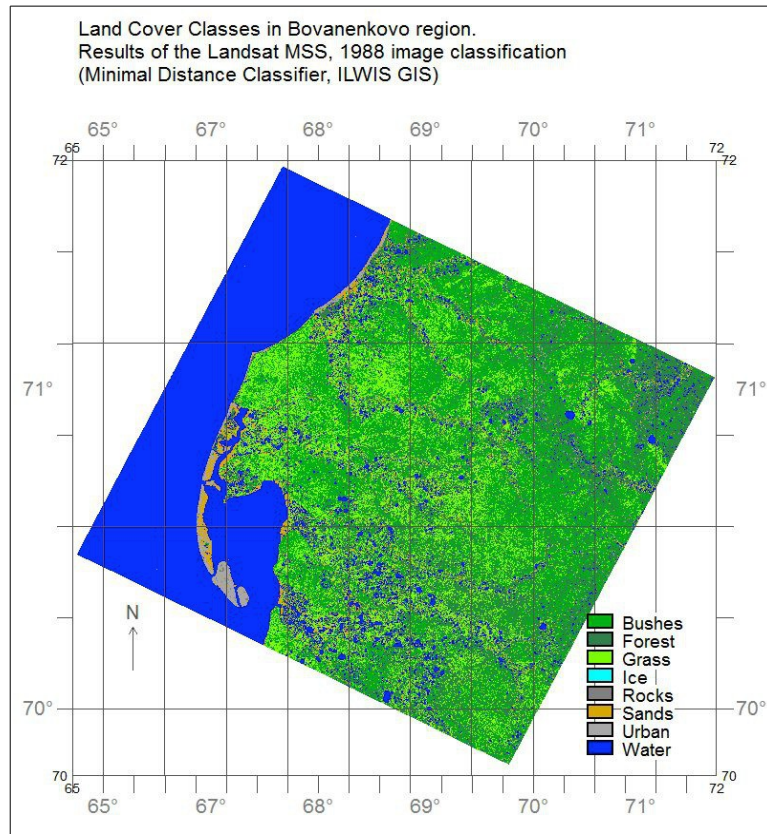 Land Cover Classes in Bovanenkovo region.
Results of the Landsat MSS, 1988 image classification
(Minimal Distance Classifier, ILWIS GIS)
65° 67° 68° 69° 70° 71°
65 72
72 72
71° 71°
N
Bushes
Forest
Grass
Ice
Rocks
Sands
Urban
Water
70° 70°
70 70
65 72
65° 67° 68° 69° 70° 71°